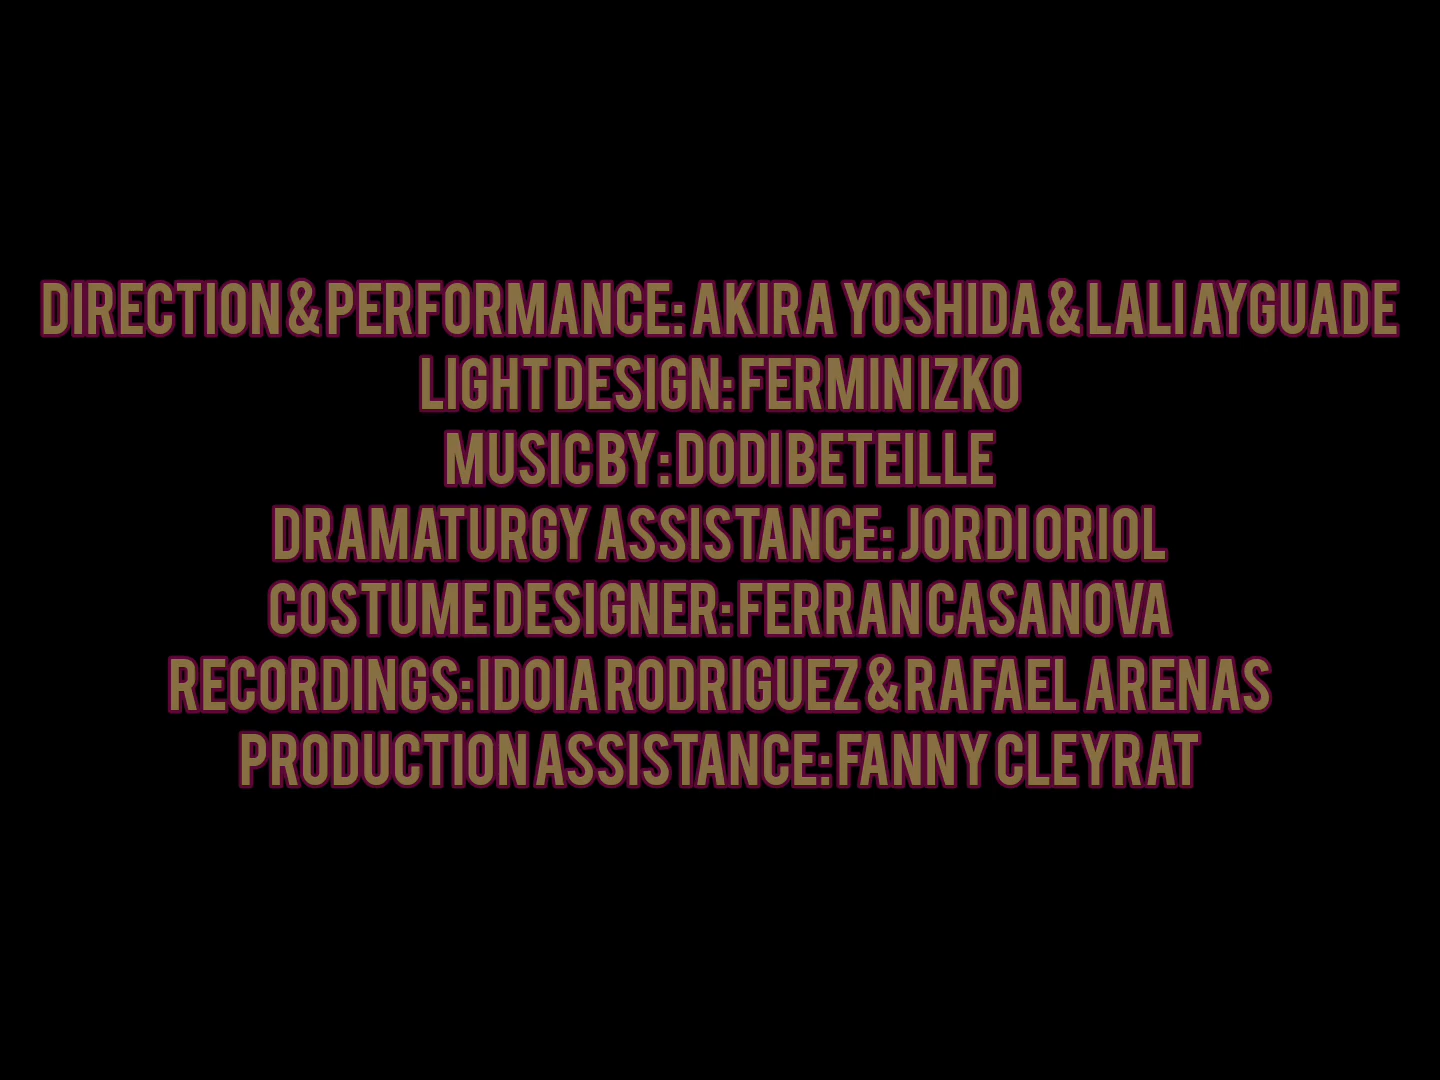 DIRECTION & PERFORMANCE: AKIRA YOSHIDA & LALI AYGUADE
LIGHT DESIGN: FERMIN IZKO
MUSIC BY: DODI BETEILLE
DRAMATURGY ASSISTANCE: JORDI ORIOL
COSTUME DESIGNER: FERRAN CASANOVA
RECORDINGS: IDOIA RODRIGUEZ & RAFAEL ARENAS
PRODUCTION ASSISTANCE: FANNY CLEYRAT